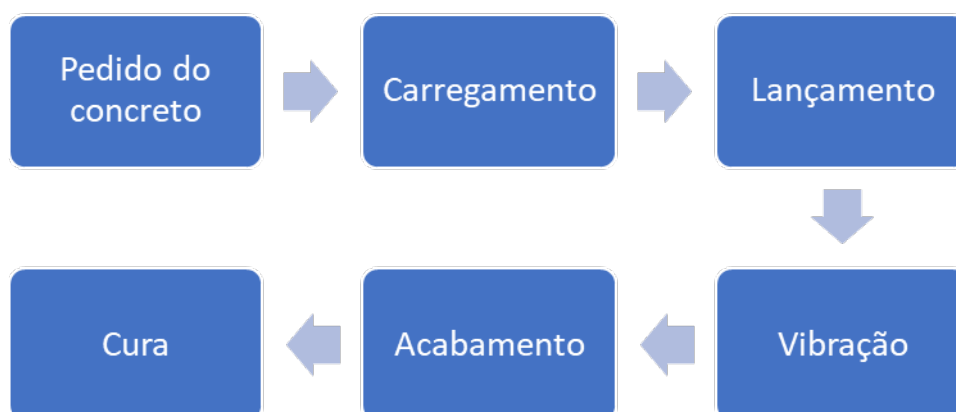 Pedido do
concreto
Carregamento
Lançamento
Vibração
Acabamento
Cura